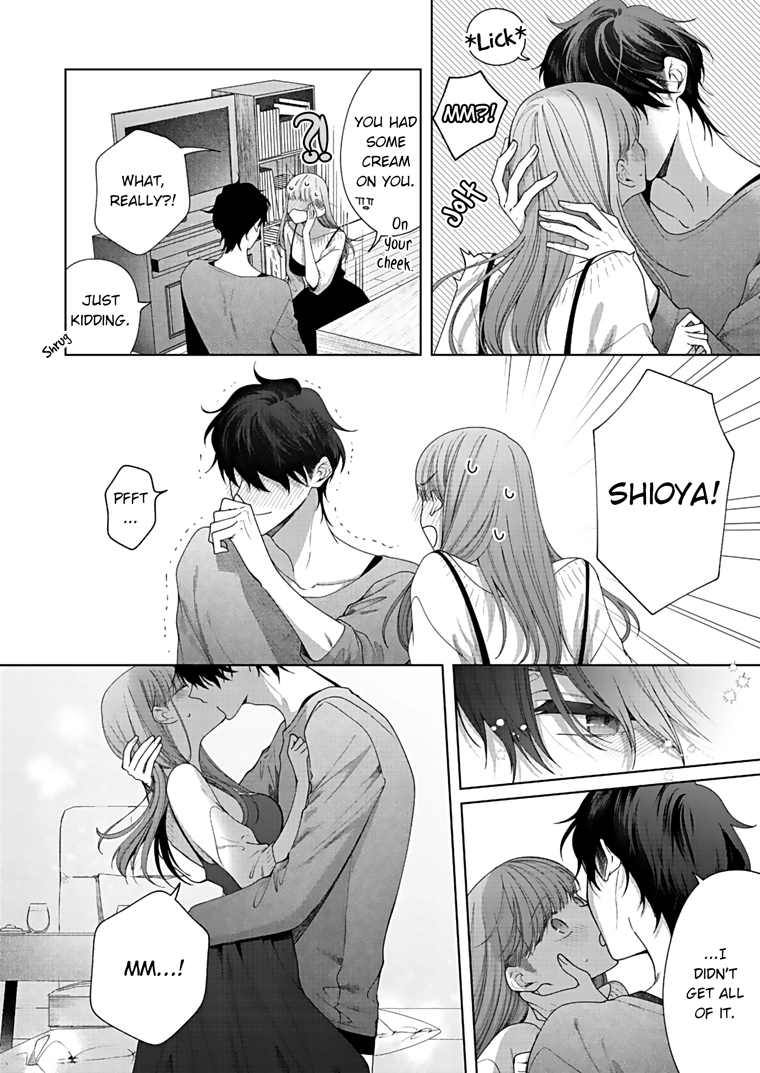 *Lick*
MM?!
Jolt
YOU HAD
SOME
CREAM
ON YOU.
On
your
cheek.
?!
WHAT,
REALLY?!
JUST
KIDDING.
Shrug
SHIOYA!
PFFT
...
...I
DIDN'T
GET ALL
OF IT.
MM...!